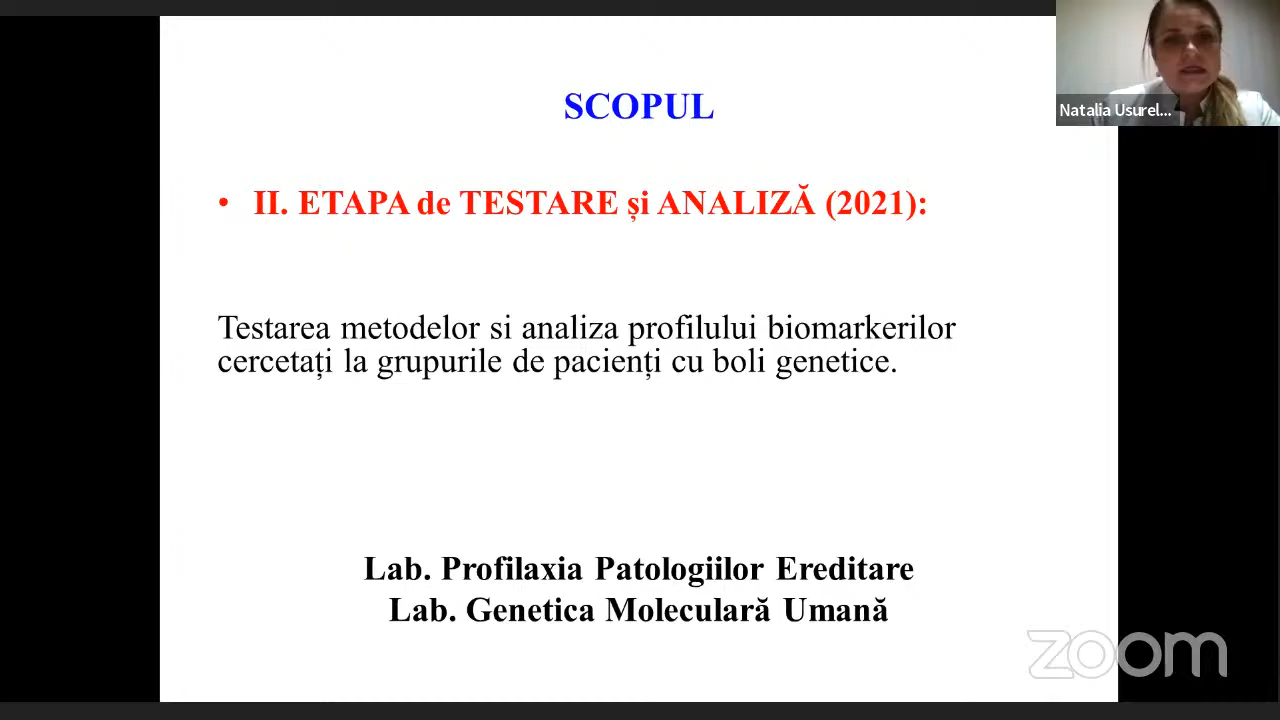 SCOPUL
• II. ETAPA de TESTARE și ANALIZĂ (2021):
Testarea metodelor si analiza profilului biomarkerilor
cercetați la grupurile de pacienți cu boli genetice.
Lab. Profilaxia Patologiilor Ereditare
Lab. Genetica Moleculară Umană
Natalia Usurel...
zoom